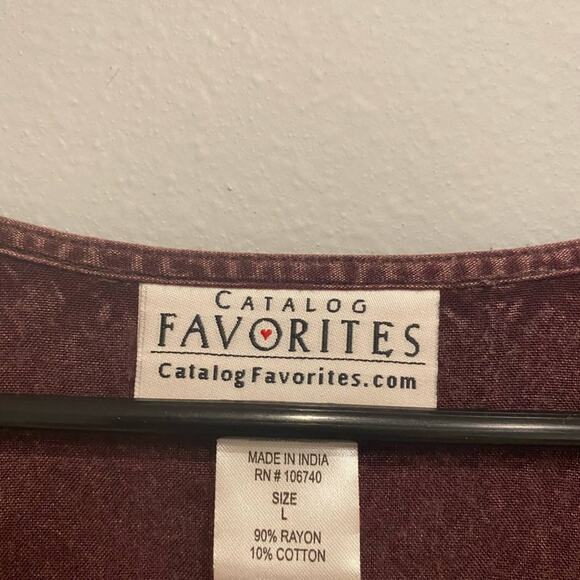 CATALOG
FAVORITES
CatalogFavorites.com
MADE IN INDIA
RN # 106740
SIZE
L
90% RAYON
10% COTTON